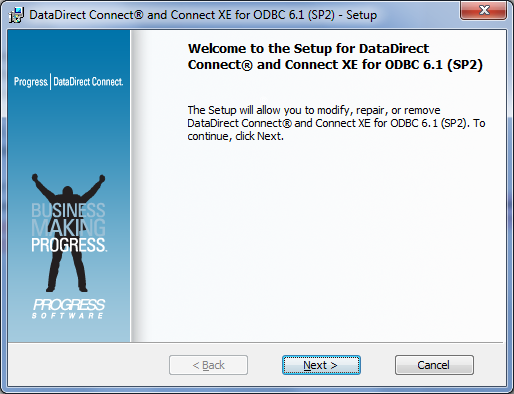 DataDirect Connect® and Connect XE for ODBC 6.1 (SP2) - Setup
Progress | DataDirect Connect.
BUSINESS
MAKING
PROGRESS.
PROGRESS
SOFTWARE
Welcome to the Setup for DataDirect
Connect® and Connect XE for ODBC 6.1 (SP2)
The Setup will allow you to modify, repair, or remove
DataDirect Connect® and Connect XE for ODBC 6.1 (SP2). To
continue, click Next.
< Back
Next >
Cancel